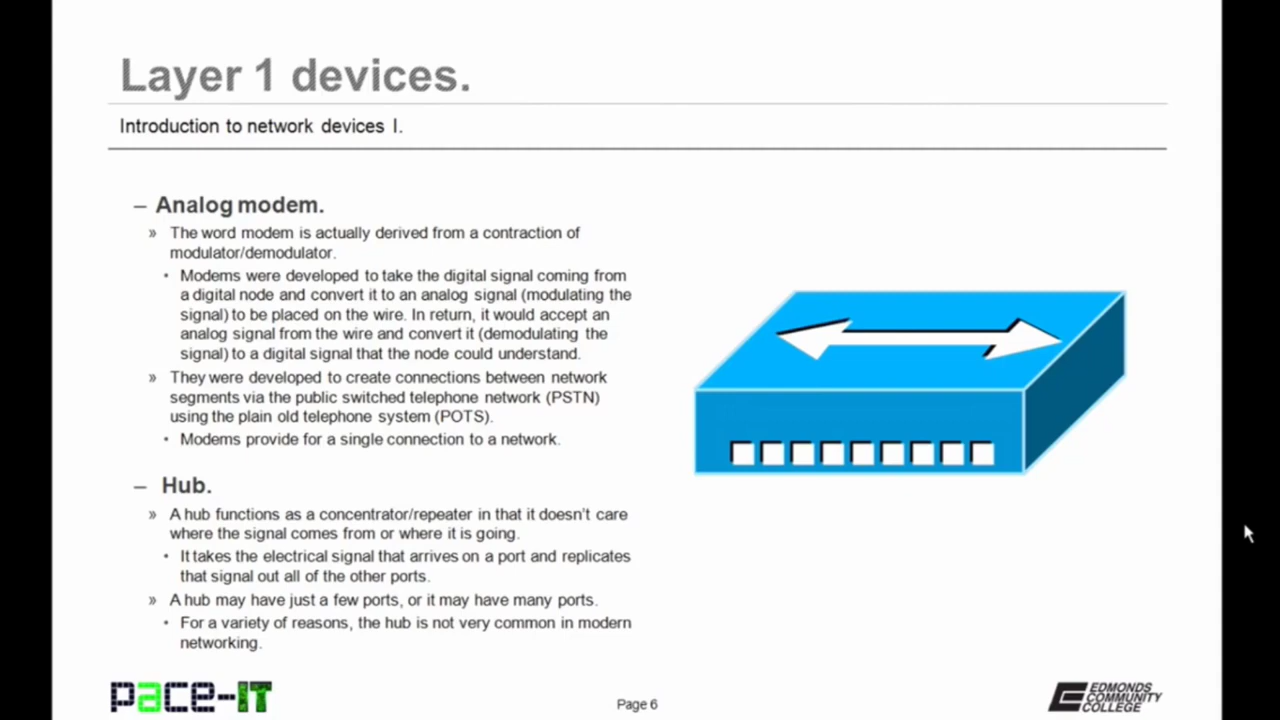 Layer 1 devices.
Introduction to network devices I.
– Analog modem.
» The word modem is actually derived from a contraction of
modulator/demodulator.
• Modems were developed to take the digital signal coming from
a digital node and convert it to an analog signal (modulating the
signal) to be placed on the wire. In return, it would accept an
analog signal from the wire and convert it (demodulating the
signal) to a digital signal that the node could understand.
» They were developed to create connections between network
segments via the public switched telephone network (PSTN)
using the plain old telephone system (POTS).
• Modems provide for a single connection to a network.
– Hub.
» A hub functions as a concentrator/repeater in that it doesn't care
where the signal comes from or where it is going.
• It takes the electrical signal that arrives on a port and replicates
that signal out all of the other ports.
» A hub may have just a few ports, or it may have many ports.
• For a variety of reasons, the hub is not very common in modern
networking.
pace-IT
Page 6
EDMONDS
COMMUNITY
COLLEGE